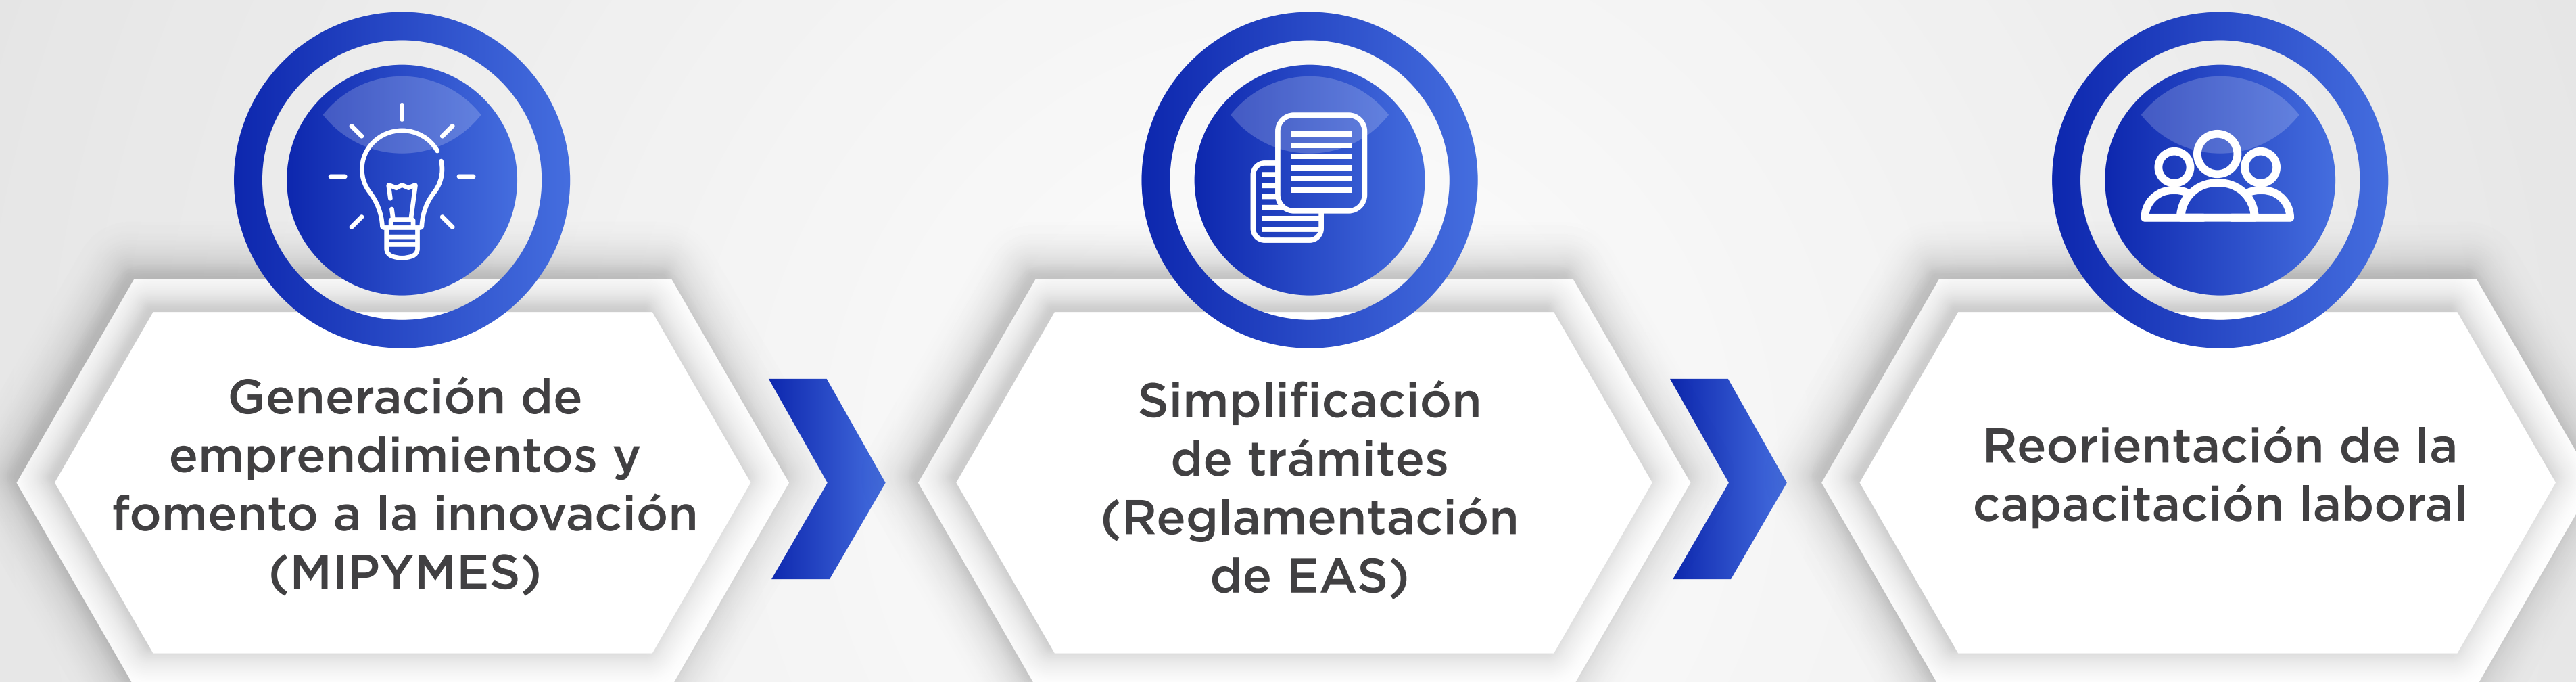 Generación de
emprendimientos y
fomento a la innovación
(MIPYMES)
Simplificación
de trámites
(Reglamentación
de EAS)
Reorientación de la
capacitación laboral